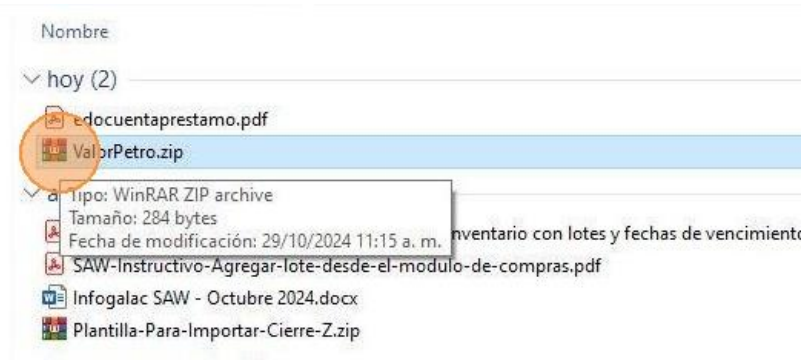 Nombre
hoy (2)
edocuentaprestamo.pdf
ValorPetro.zip
Tipo: WinRAR ZIP archive
Tamaño: 284 bytes
Fecha de modificación: 29/10/2024 11:15 a. m.
nventario con lotes y fechas de vencimiento
SAW-Instructivo-Agregar-lote-desde-el-modulo-de-compras.pdf
Infogalac SAW - Octubre 2024.docx
Plantilla-Para-Importar-Cierre-Z.zip